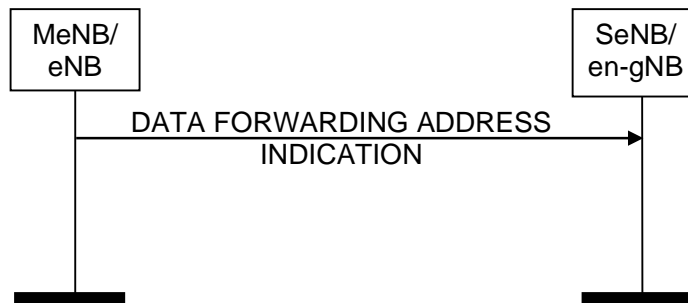 MeNB/
eNB
SeNB/
en-gNB
DATA FORWARDING ADDRESS
INDICATION